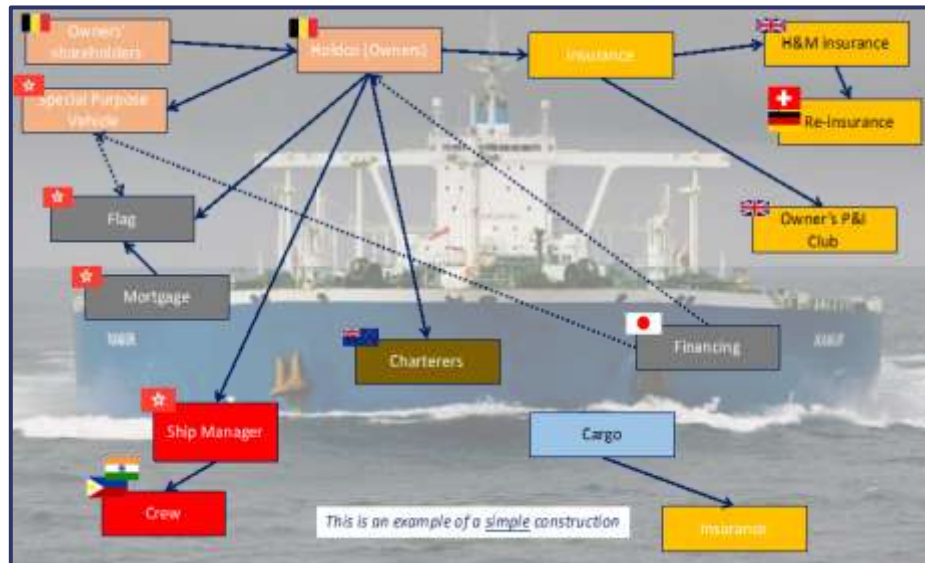 Owners'
shareholders
Holdco (Owners)
Insurance
H&M insurance
Special Purpose
Vehicle
Re-insurance
Flag
Owner's P&I
Club
Mortgage
Charterers
Financing
Ship Manager
Cargo
Crew
This is an example of a simple construction
Insurance